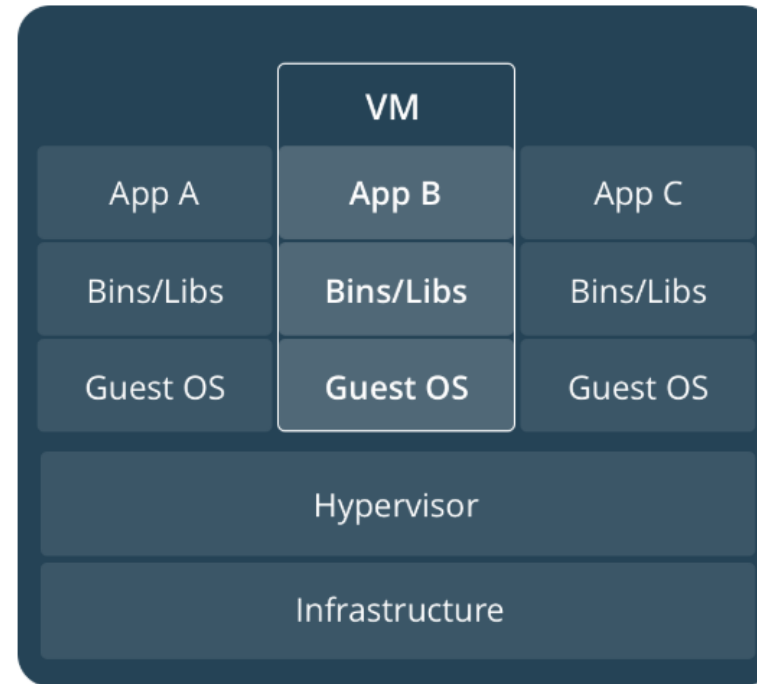 VM
App A App B App C
Bins/Libs Bins/Libs Bins/Libs
Guest OS Guest OS Guest OS
Hypervisor
Infrastructure